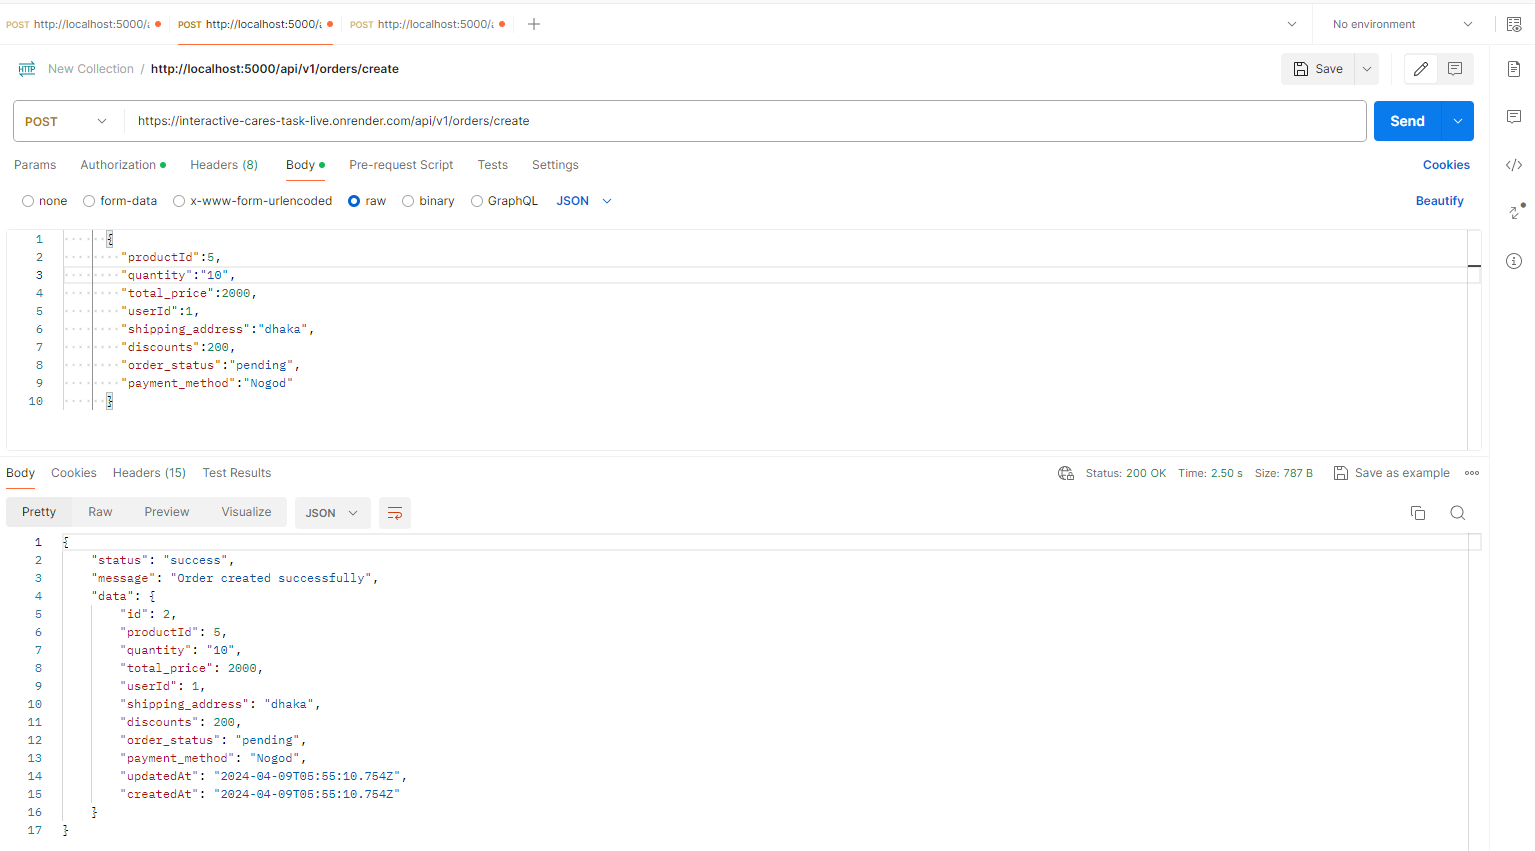 POST http://localhost:5000/a POST http://localhost:5000/a POST http://localhost:5000/a No environment
HTTP New Collection / http://localhost:5000/api/v1/orders/create Save
POST https://interactive-cares-task-live.onrender.com/api/v1/orders/create Send
Params Authorization Headers (8) Body Pre-request Script Tests Settings Cookies
none form-data x-www-form-urlencoded raw binary GraphQL JSON Beautify
1 {
2 "productId":5,
3 "quantity":"10",
4 "total_price":2000,
5 "userId":1,
6 "shipping_address":"dhaka",
7 "discounts":200,
8 "order_status":"pending",
9 "payment_method":"Nogod"
10 }
Body Cookies Headers (15) Test Results Status: 200 OK Time: 2.50 s Size: 787 B Save as example
Pretty Raw Preview Visualize JSON
1 {
2 "status": "success",
3 "message": "Order created successfully",
4 "data": {
5 "id": 2,
6 "productId": 5,
7 "quantity": "10",
8 "total_price": 2000,
9 "userId": 1,
10 "shipping_address": "dhaka",
11 "discounts": 200,
12 "order_status": "pending",
13 "payment_method": "Nogod",
14 "updatedAt": "2024-04-09T05:55:10.754Z",
15 "createdAt": "2024-04-09T05:55:10.754Z"
16 }
17 }